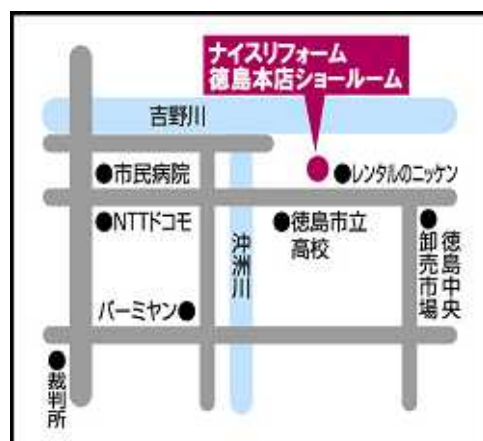 ナイスリフォーム
徳島本店ショールーム
吉野川
●市民病院
●レンタルのニッケン
●NTTドコモ
沖洲川
●徳島市立
高校
●徳島中央
卸売市場
バーミヤン●
●裁判所